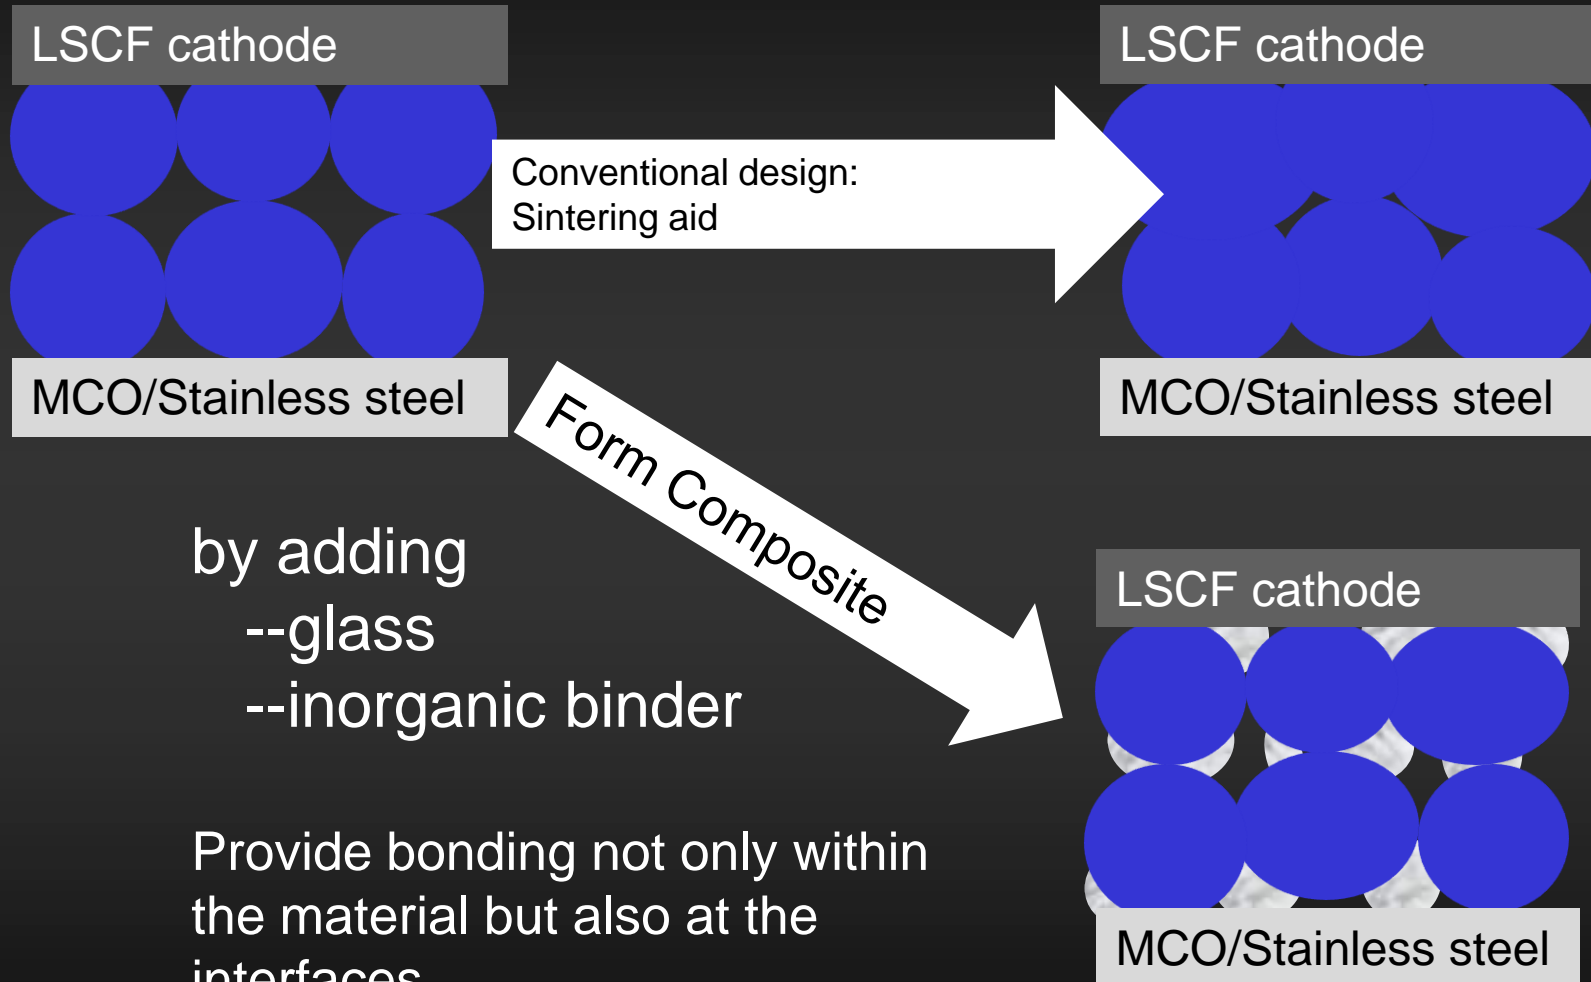 LSCF cathode
LSCF cathode
Conventional design:
Sintering aid
MCO/Stainless steel
MCO/Stainless steel
Form Composite
by adding
--glass
--inorganic binder
LSCF cathode
Provide bonding not only within
the material but also at the
interfaces
MCO/Stainless steel